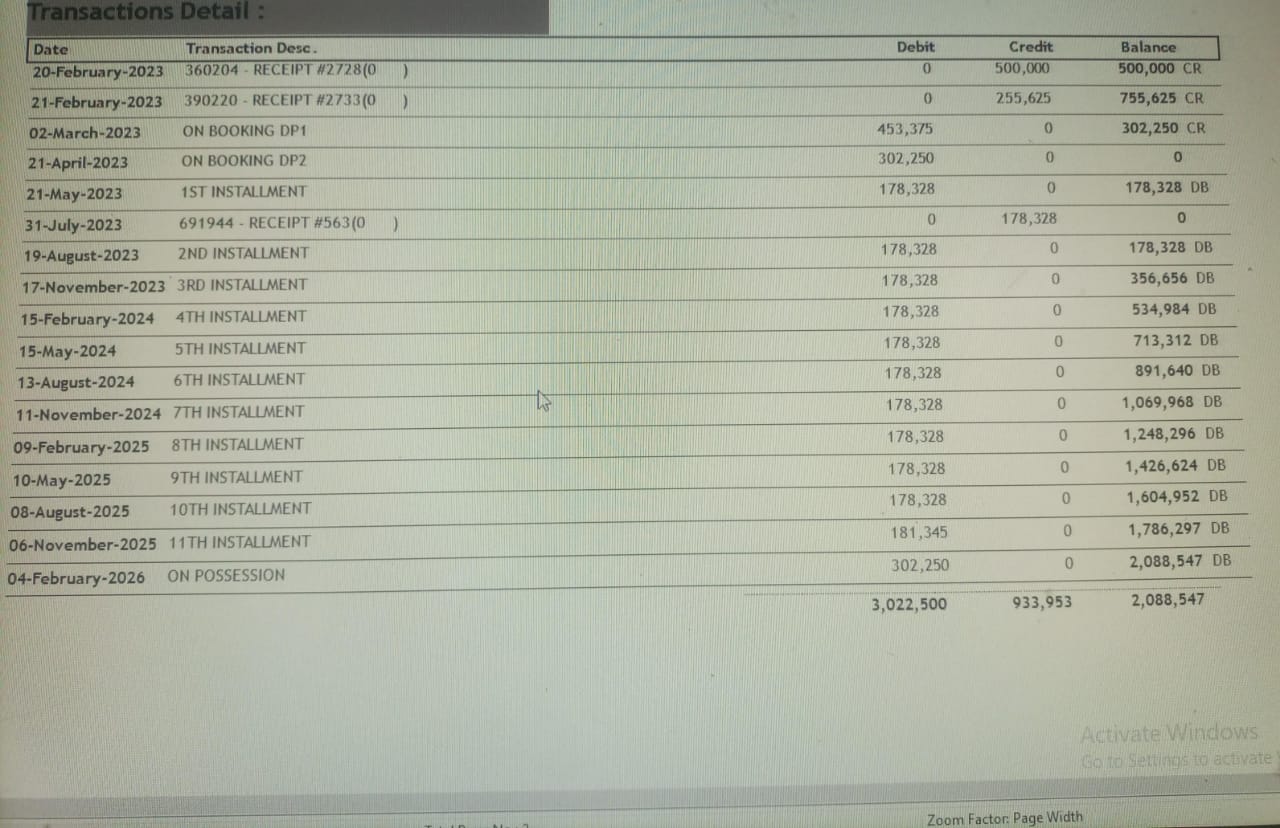 Transactions Detail :
Date Transaction Desc. Debit Credit Balance
20-February-2023 360204 - RECEIPT #2728(0 ) 0 500,000 500,000 CR
21-February-2023 390220 - RECEIPT #2733(0 ) 0 255,625 755,625 CR
02-March-2023 ON BOOKING DP1 453,375 0 302,250 CR
21-April-2023 ON BOOKING DP2 302,250 0 0
21-May-2023 1ST INSTALLMENT 178,328 0 178,328 DB
31-July-2023 691944 - RECEIPT #563(0 ) 0 178,328 0
19-August-2023 2ND INSTALLMENT 178,328 0 178,328 DB
17-November-2023 3RD INSTALLMENT 178,328 0 356,656 DB
15-February-2024 4TH INSTALLMENT 178,328 0 534,984 DB
15-May-2024 5TH INSTALLMENT 178,328 0 713,312 DB
13-August-2024 6TH INSTALLMENT 178,328 0 891,640 DB
11-November-2024 7TH INSTALLMENT 178,328 0 1,069,968 DB
09-February-2025 8TH INSTALLMENT 178,328 0 1,248,296 DB
10-May-2025 9TH INSTALLMENT 178,328 0 1,426,624 DB
08-August-2025 10TH INSTALLMENT 178,328 0 1,604,952 DB
06-November-2025 11TH INSTALLMENT 181,345 0 1,786,297 DB
04-February-2026 ON POSSESSION 302,250 0 2,088,547 DB
3,022,500 933,953 2,088,547
Activate Windows
Go to Settings to activate
Zoom Factor: Page Width